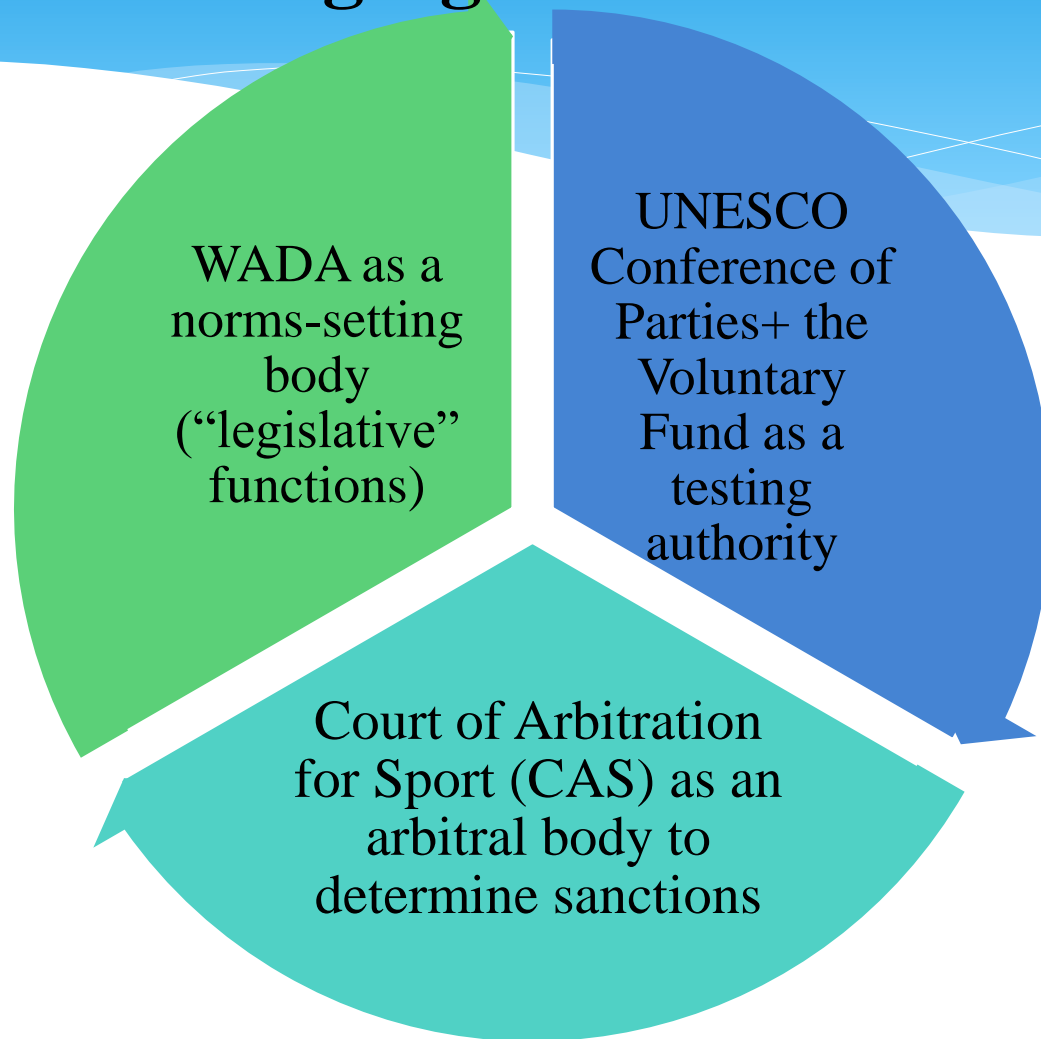 WADA as a
norms-setting
body
(“legislative”
functions)
UNESCO
Conference of
Parties+ the
Voluntary
Fund as a
testing
authority
Court of Arbitration
for Sport (CAS) as an
arbitral body to
determine sanctions